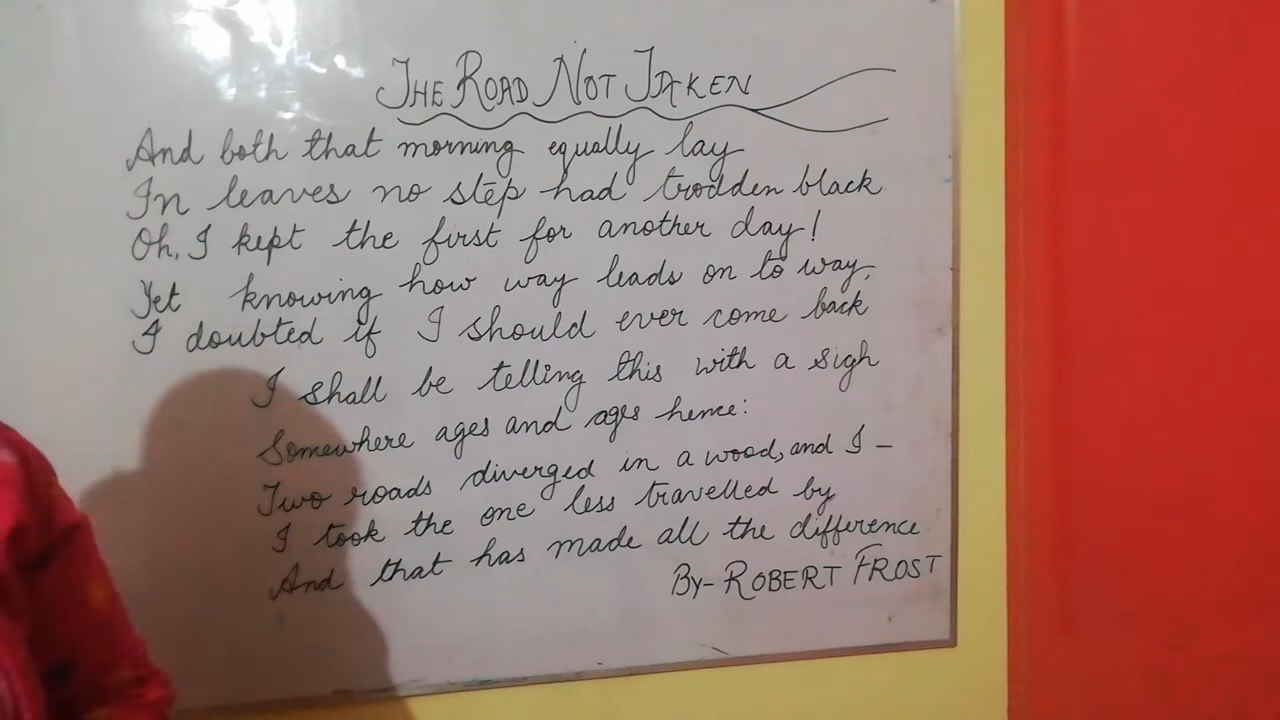 THE ROAD NOT TAKEN
And both that morning equally lay
In leaves no step had trodden black
Oh, I kept the first for another day!
Yet knowing how way leads on to way,
I doubted if I should ever come back
I shall be telling this with a sigh
Somewhere ages and ages hence:
Two roads diverged in a wood, and I -
I took the one less travelled by
And that has made all the difference
By- ROBERT FROST